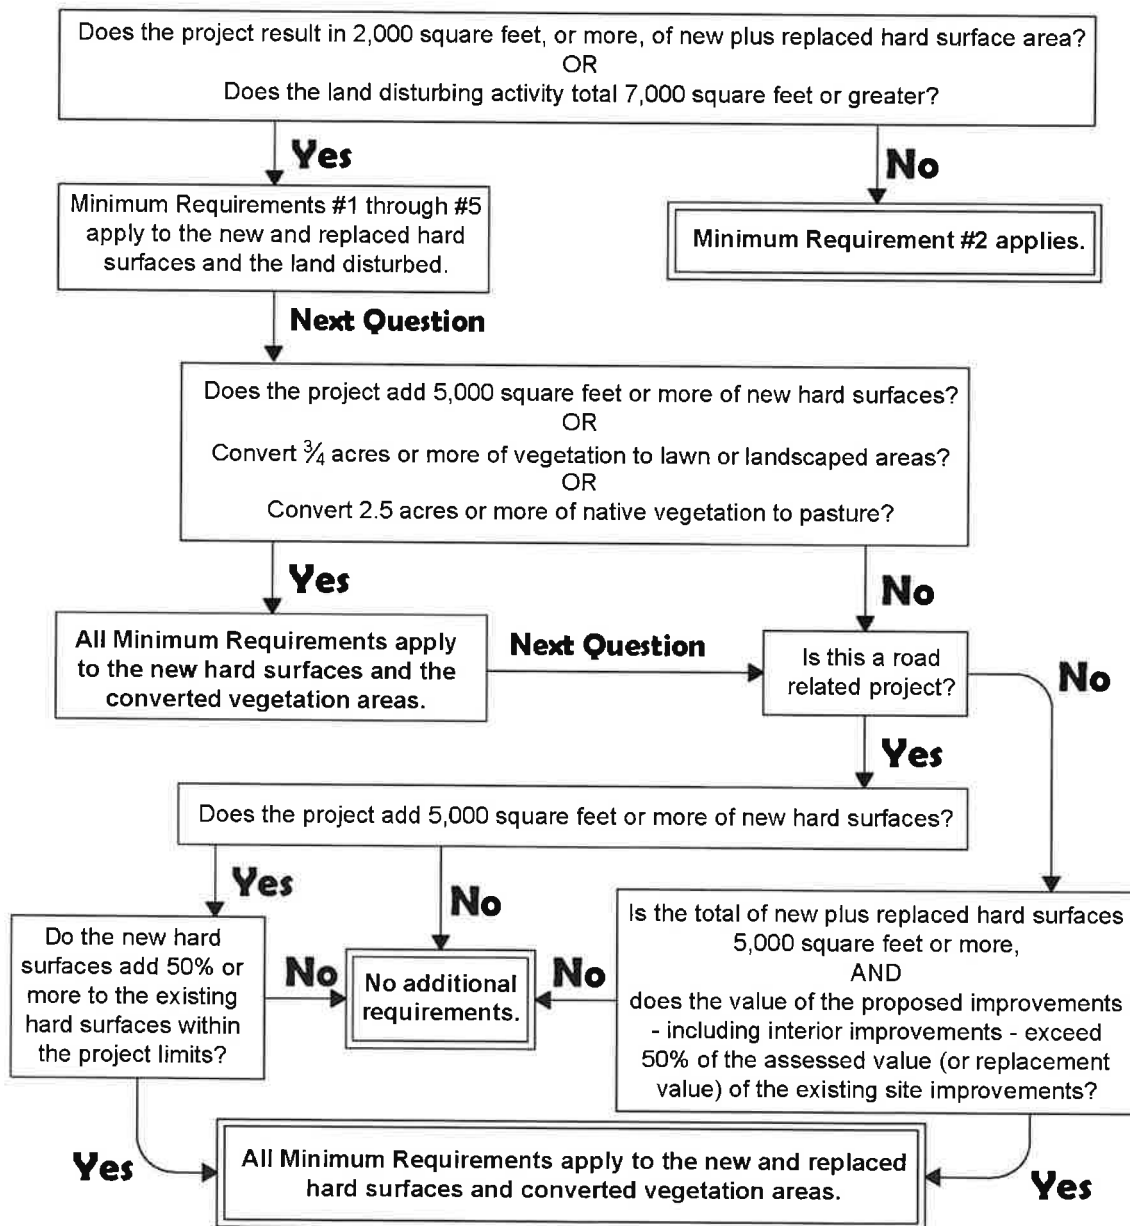 Does the project result in 2,000 square feet, or more, of new plus replaced hard surface area?
OR
Does the land disturbing activity total 7,000 square feet or greater?
Yes
No
Minimum Requirements #1 through #5
apply to the new and replaced hard
surfaces and the land disturbed.
Minimum Requirement #2 applies.
Next Question
Does the project add 5,000 square feet or more of new hard surfaces?
OR
Convert ¾ acres or more of vegetation to lawn or landscaped areas?
OR
Convert 2.5 acres or more of native vegetation to pasture?
Yes
No
All Minimum Requirements apply
to the new hard surfaces and the
converted vegetation areas.
Next Question
Is this a road
related project?
No
Yes
Does the project add 5,000 square feet or more of new hard surfaces?
Yes
No
Do the new hard
surfaces add 50% or
more to the existing
hard surfaces within
the project limits?
No
No additional
requirements.
No
Is the total of new plus replaced hard surfaces
5,000 square feet or more,
AND
does the value of the proposed improvements
- including interior improvements - exceed
50% of the assessed value (or replacement
value) of the existing site improvements?
Yes
All Minimum Requirements apply to the new and replaced
hard surfaces and converted vegetation areas.
Yes